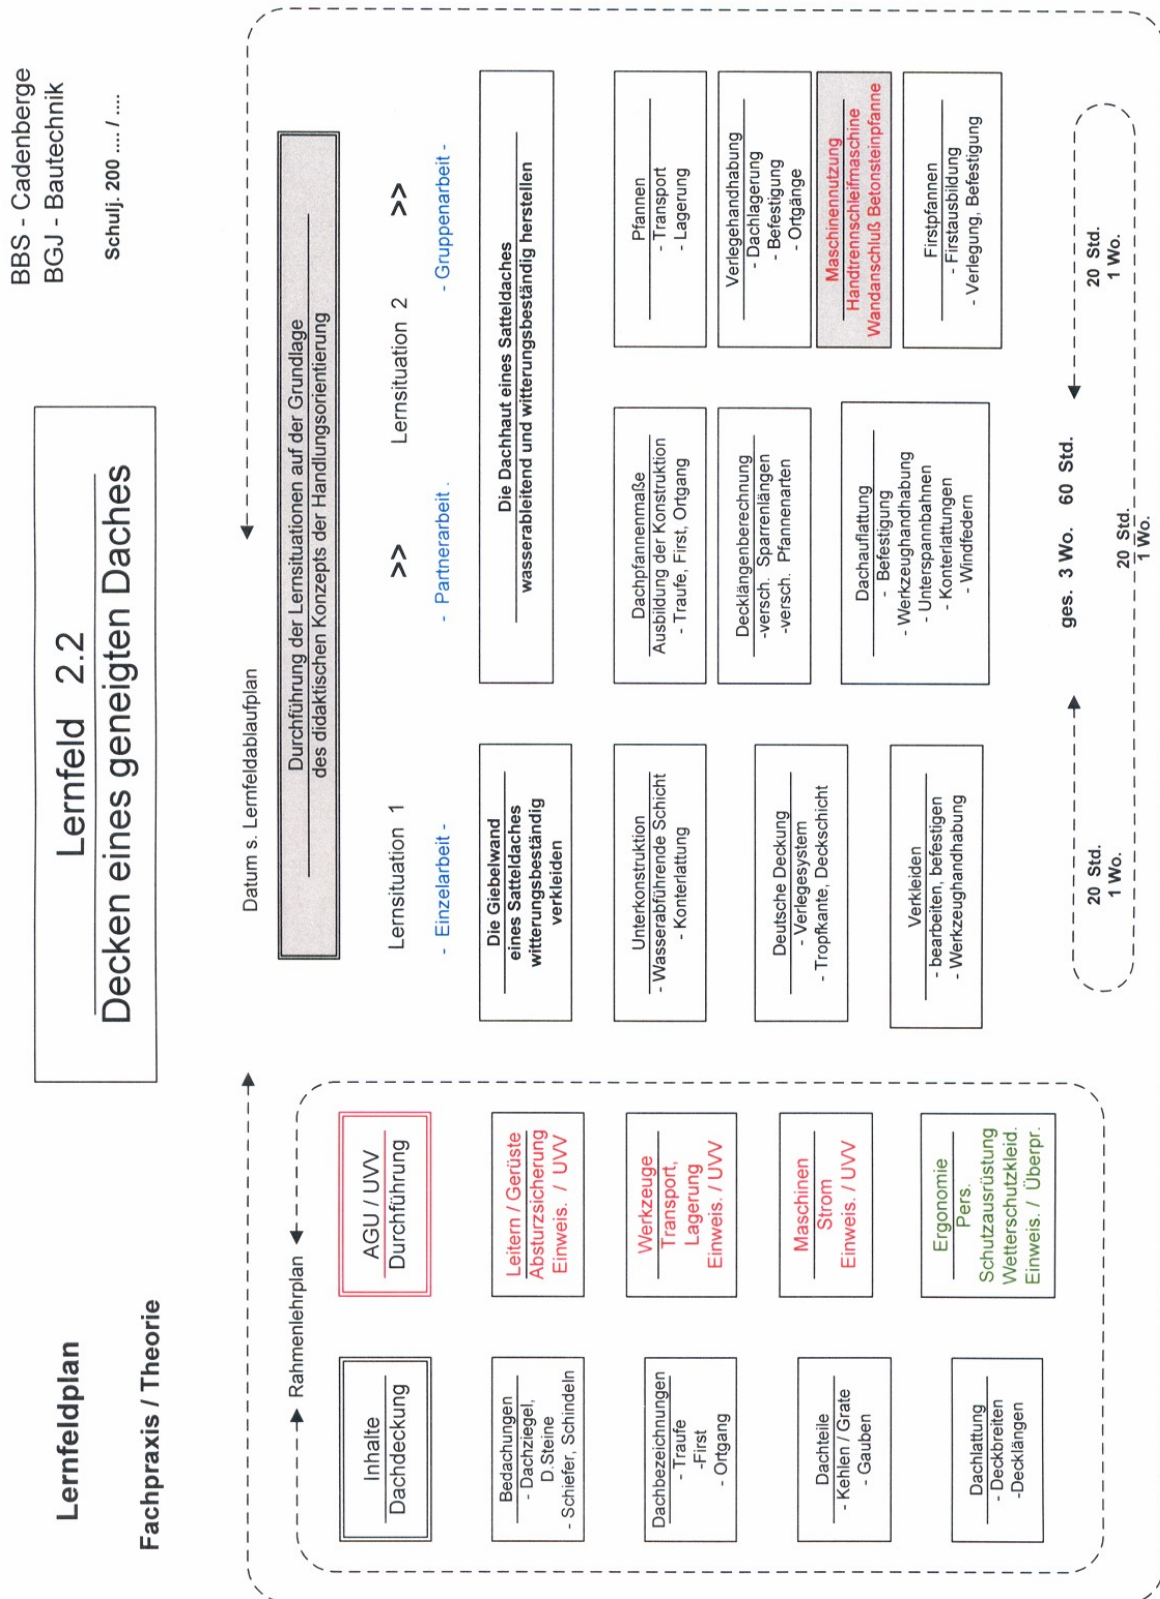 Lernfeldplan
Fachpraxis / Theorie
Lernfeld 2.2
Decken eines geneigten Daches
BBS - Cadenberge
BGJ - Bautechnik
Schulj. 200 ..... / ....
Rahmenlehrplan
Datum s. Lernfeldablaufplan
Inhalte
Dachdeckung
Bedachungen
- Dachziegel,
D.Steine
- Schiefer, Schindeln
Dachbezeichnungen
- Traufe
-First
- Ortgang
Dachteile
- Kehlen / Grate
- Gauben
Dachlattung
- Deckbreiten
-Decklängen
AGU / UVV
Durchführung
Leitern / Gerüste
Absturzsicherung
Einweis. / UVV
Werkzeuge
Transport,
Lagerung
Einweis. / UVV
Maschinen
Strom
Einweis. / UVV
Ergonomie
Pers.
Schutzausrüstung
Wetterschutzkleid.
Einweis. / Überpr.
Durchführung der Lernsituationen auf der Grundlage
des didaktischen Konzepts der Handlungsorientierung
Lernsituation 1
>>
Lernsituation 2
>>
- Einzelarbeit -
- Partnerarbeit .
- Gruppenarbeit -
Die Giebelwand
eines Satteldaches
witterungsbeständig
verkleiden
Unterkonstruktion
- Wasserabführende Schicht
- Konterlattung
Deutsche Deckung
- Verlegesystem
- Tropfkante, Deckschicht
Verkleiden
- bearbeiten, befestigen
- Werkzeughandhabung
Die Dachhaut eines Satteldaches
wasserableitend und witterungsbeständig herstellen
Dachpfannenmaße
Ausbildung der Konstruktion
- Traufe, First, Ortgang
Decklängenberechnung
-versch. Sparrenlängen
-versch. Pfannenarten
Dachauflattung
- Befestigung
- Werkzeughandhabung
- Unterspannbahnen
- Konterlattungen
- Windfedern
Pfannen
- Transport
- Lagerung
Verlegehandhabung
- Dachlagerung
- Befestigung
- Ortgänge
Maschinennutzung
Handtrennschleifmaschine
Wandanschluß Betonsteinpfanne
Firstpfannen
- Firstausbildung
- Verlegung, Befestigung
20 Std.
1 Wo.
ges. 3 Wo. 60 Std.
20 Std.
1 Wo.
20 Std.
1 Wo.